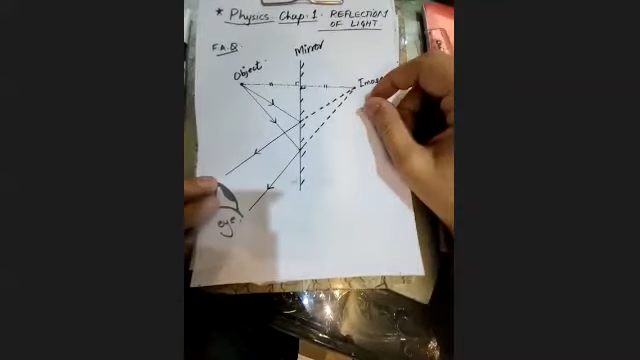 * Physics Chap. 1. REFLECTION
OF LIGHT.
F.A.Q.
Mirror
Object
Image
eye.